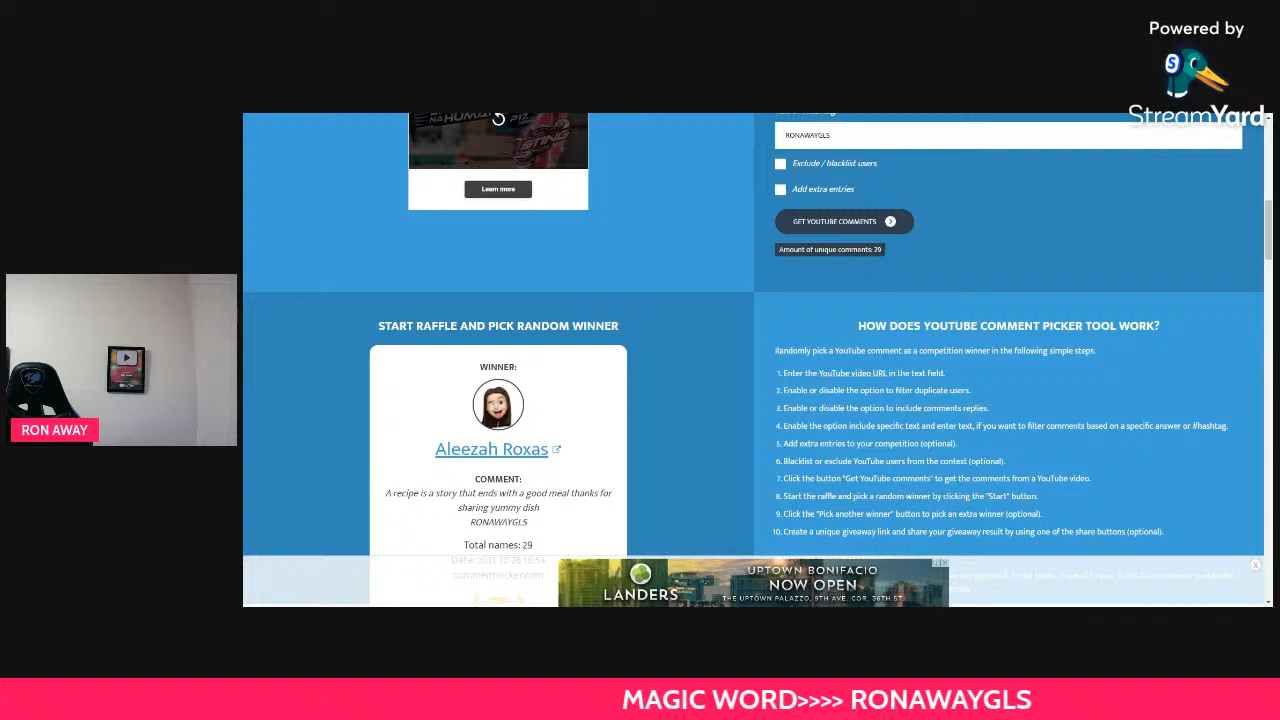 Powered by
StreamYard
Learn more
RONAWAYGLS
Exclude / blacklist users
Add extra entries
GET YOUTUBE COMMENTS
Amount of unique comments: 29
RON AWAY
START RAFFLE AND PICK RANDOM WINNER
WINNER:
Aleezah Roxas
COMMENT:
A recipe is a story that ends with a good meal thanks for
sharing yummy dish
RONAWAYGLS
Total names: 29
commentpicker.com
HOW DOES YOUTUBE COMMENT PICKER TOOL WORK?
Randomly pick a YouTube comment as a competition winner in the following simple steps.
1. Enter the YouTube video URL in the text field.
2. Enable or disable the option to filter duplicate users.
3. Enable or disable the option to include comments replies.
4. Enable the option include specific text and enter text, if you want to filter comments based on a specific answer or #hashtag.
5. Add extra entries to your competition (optional).
6. Blacklist or exclude YouTube users from the contest (optional).
7. Click the button "Get YouTube comments" to get the comments from a YouTube video.
8. Start the raffle and pick a random winner by clicking the "Start" button.
9. Click the "Pick another winner" button to pick an extra winner (optional).
10. Create a unique giveaway link and share your giveaway result by using one of the share buttons (optional).
LANDERS
UPTOWN BONIFACIO
NOW OPEN
THE UPTOWN PALAZZO, 9TH AVE. COR. 36TH ST
MAGIC WORD>>>> RONAWAYGLS